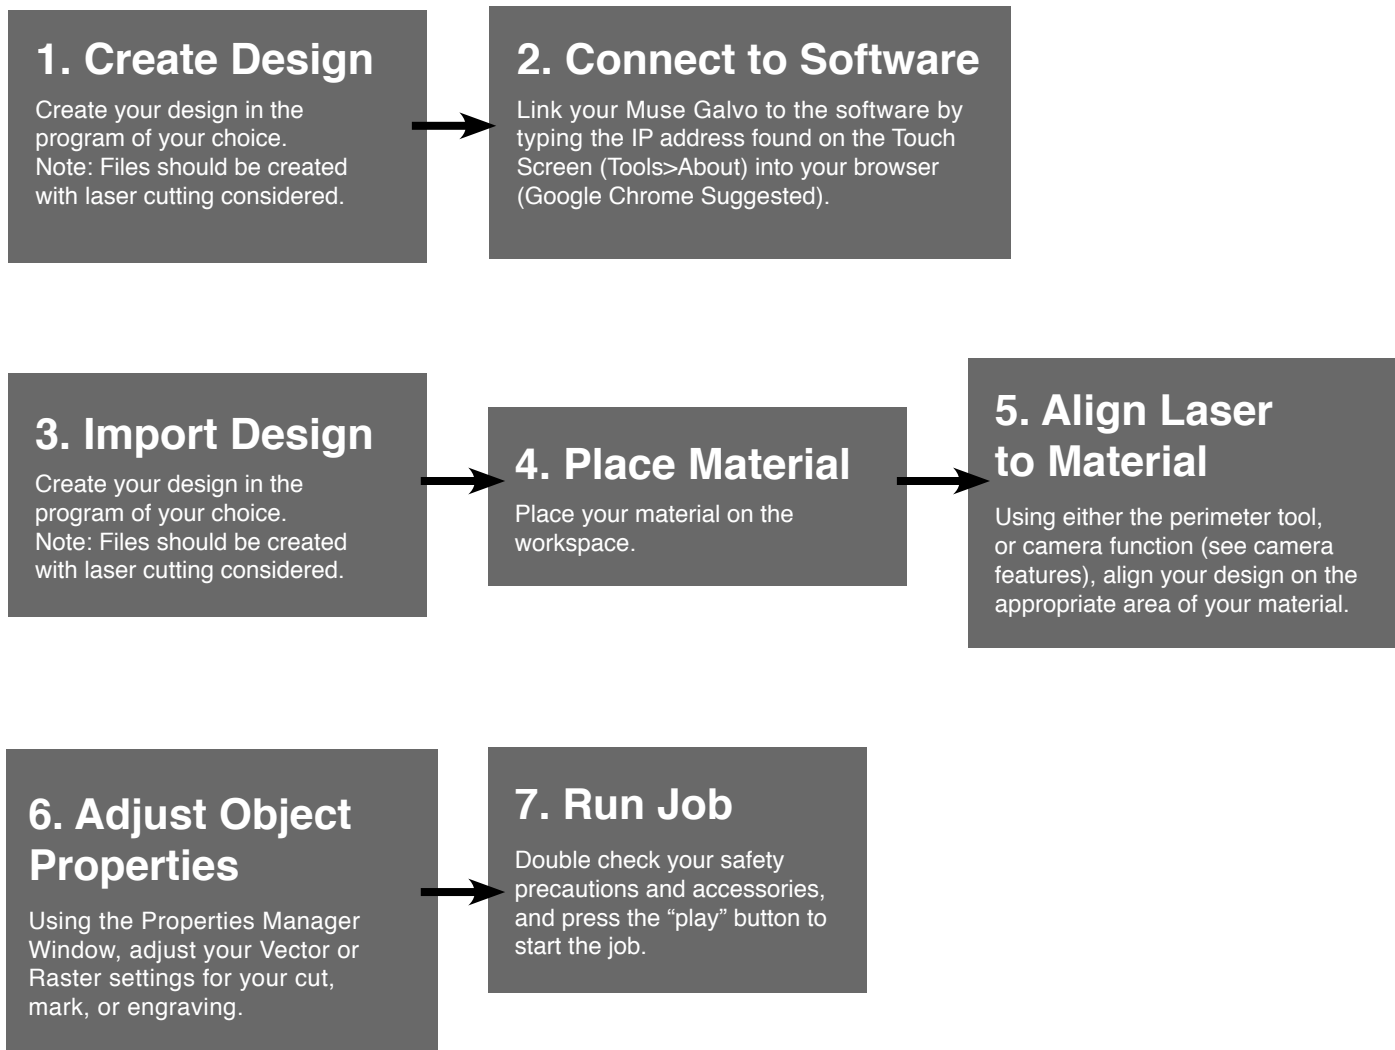 1. Create Design
Create your design in the
program of your choice.
Note: Files should be created
with laser cutting considered.
2. Connect to Software
Link your Muse Galvo to the software by
typing the IP address found on the Touch
Screen (Tools>About) into your browser
(Google Chrome Suggested).
3. Import Design
Create your design in the
program of your choice.
Note: Files should be created
with laser cutting considered.
4. Place Material
Place your material on the
workspace.
5. Align Laser
to Material
Using either the perimeter tool,
or camera function (see camera
features), align your design on the
appropriate area of your material.
6. Adjust Object
Properties
Using the Properties Manager
Window, adjust your Vector or
Raster settings for your cut,
mark, or engraving.
7. Run Job
Double check your safety
precautions and accessories,
and press the “play” button to
start the job.